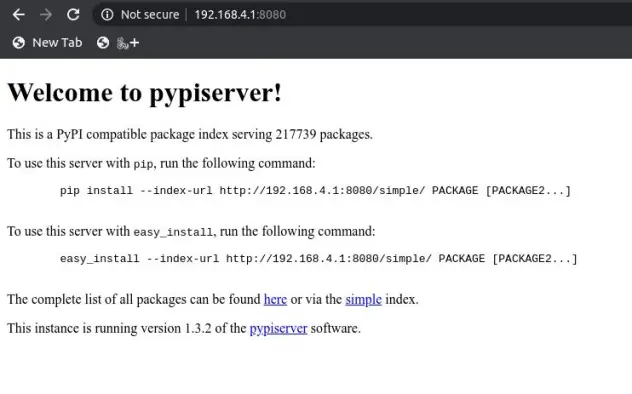 Not secure | 192.168.4.1:8080
New Tab
Welcome to pypiserver!
This is a PyPI compatible package index serving 217739 packages.
To use this server with pip, run the following command:
pip install --index-url http://192.168.4.1:8080/simple/ PACKAGE [PACKAGE2...]
To use this server with easy_install, run the following command:
easy_install --index-url http://192.168.4.1:8080/simple/ PACKAGE [PACKAGE2...]
The complete list of all packages can be found here or via the simple index.
This instance is running version 1.3.2 of the pypiserver software.